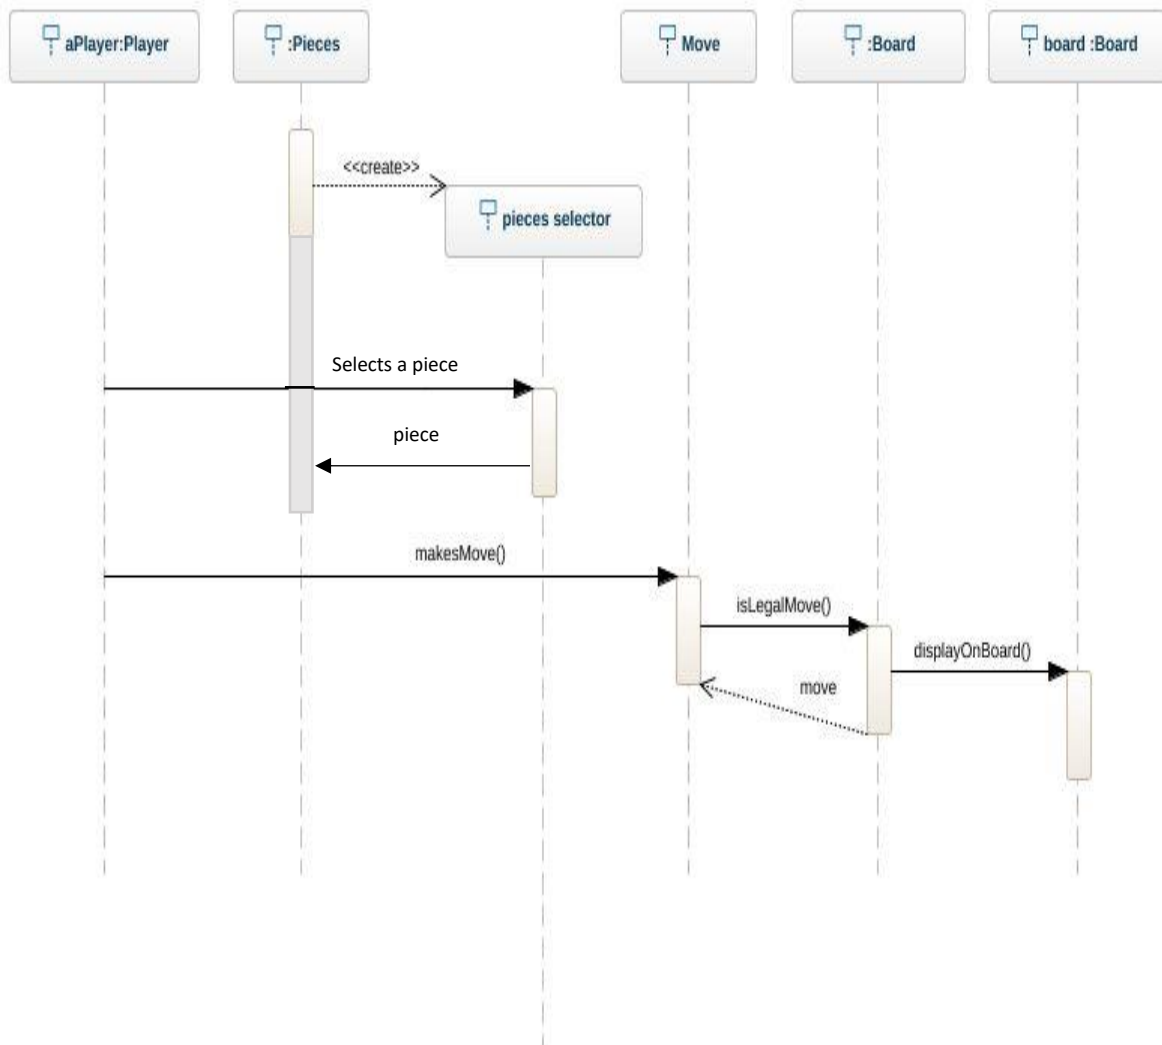 aPlayer:Player
:Pieces
Move
:Board
board :Board
<<create>>
pieces selector
Selects a piece
piece
makesMove()
isLegalMove()
displayOnBoard()
move